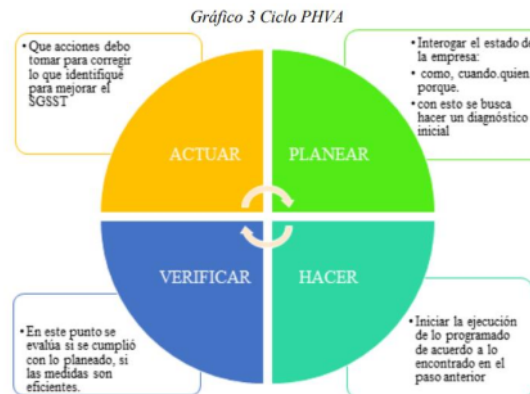 Gráfico 3 Ciclo PHVA
• Que acciones debo
tomar para corregir
lo que identifique
para mejorar el
SGSST
• Interogar el estado de
la empresa:
• como, cuando.quien,
porque.
• con esto se busca
hacer un diagnóstico
inicial
ACTUAR
PLANEAR
VERIFICAR
HACER
• En este punto se
evalúa si se cumplió
con lo planeado, si
las medidas son
eficientes.
• Iniciar la ejecución
de lo programado
de acuerdo a lo
encontrado en el
paso anterior